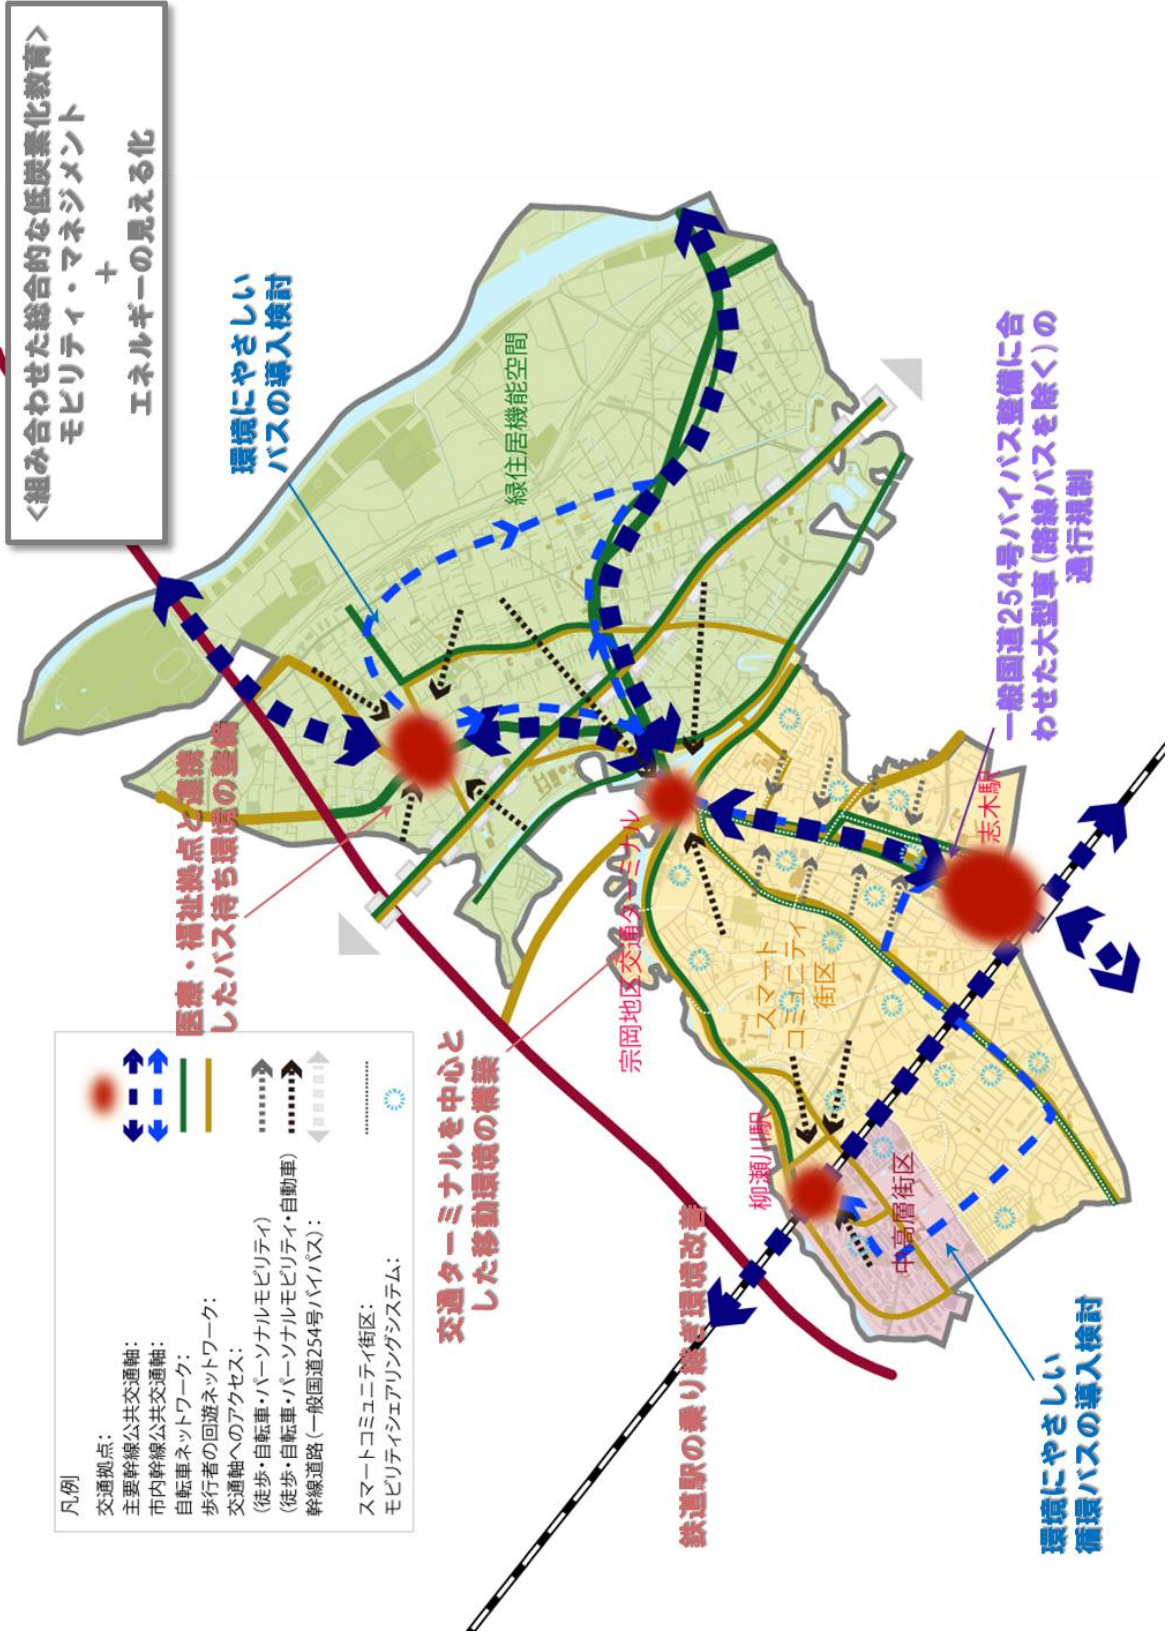 <組み合わせた総合的な低炭素化教育>
モビリティ・マネジメント
+
エネルギーの見える化
環境にやさしい
バスの導入検討
緑住居機能空間
一般国道254号バイパス整備に合
わせた大型車(路線バスを除く)の
通行規制
医療・福祉拠点と連携
したバス待ち環境の整備
志木駅
宗岡地区交通ターミナル
スマート
コミュニティ
街区
交通ターミナルを中心と
した移動環境の構築
柳瀬川駅
中高層街区
鉄道駅の乗り継ぎ環境改善
環境にやさしい
循環バスの導入検討
凡例
交通拠点:
主要幹線公共交通軸:
市内幹線公共交通軸:
自転車ネットワーク:
歩行者の回遊ネットワーク:
交通軸へのアクセス:
(徒歩・自転車・パーソナルモビリティ)
(徒歩・自転車・パーソナルモビリティ・自動車)
幹線道路(一般国道254号バイパス):
スマートコミュニティ街区:
モビリティシェアリングシステム: